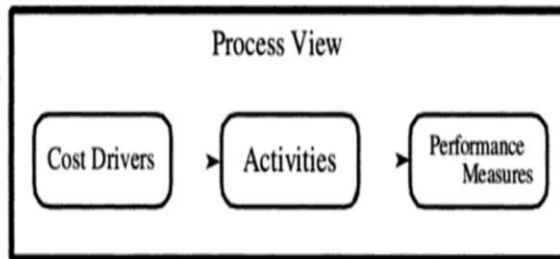 Process View
Cost Drivers
Activities
Performance
Measures